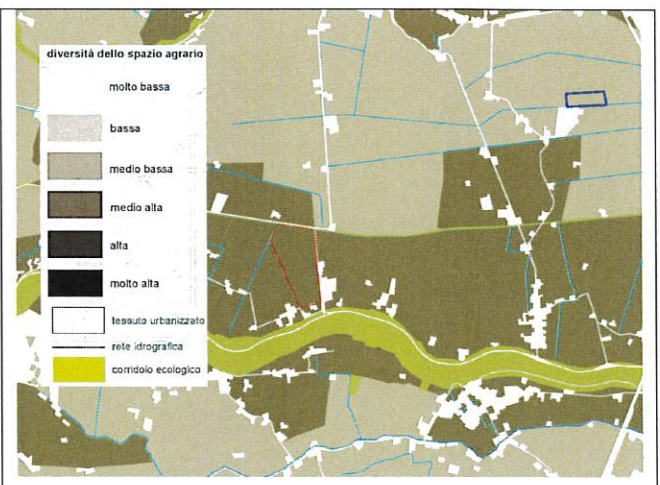 diversità dello spazio agrario
molto bassa
bassa
medio bassa
medio alta
alta
molto alta
tessuto urbanizzato
rete idrografica
corridoio ecologico